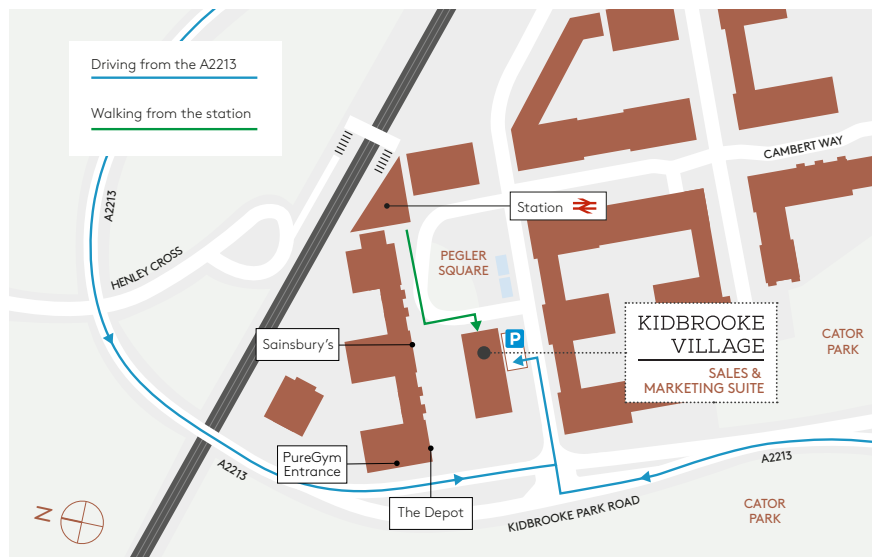 Driving from the A2213
Walking from the station
A2213
HENLEY CROSS
CAMBERT WAY
Station
PEGLER
SQUARE
P
KIDBROOKE
VILLAGE
SALES &
MARKETING SUITE
CATOR
PARK
Sainsbury's
PureGym
Entrance
The Depot
A2213
A2213
KIDBROOKE PARK ROAD
CATOR
PARK
N